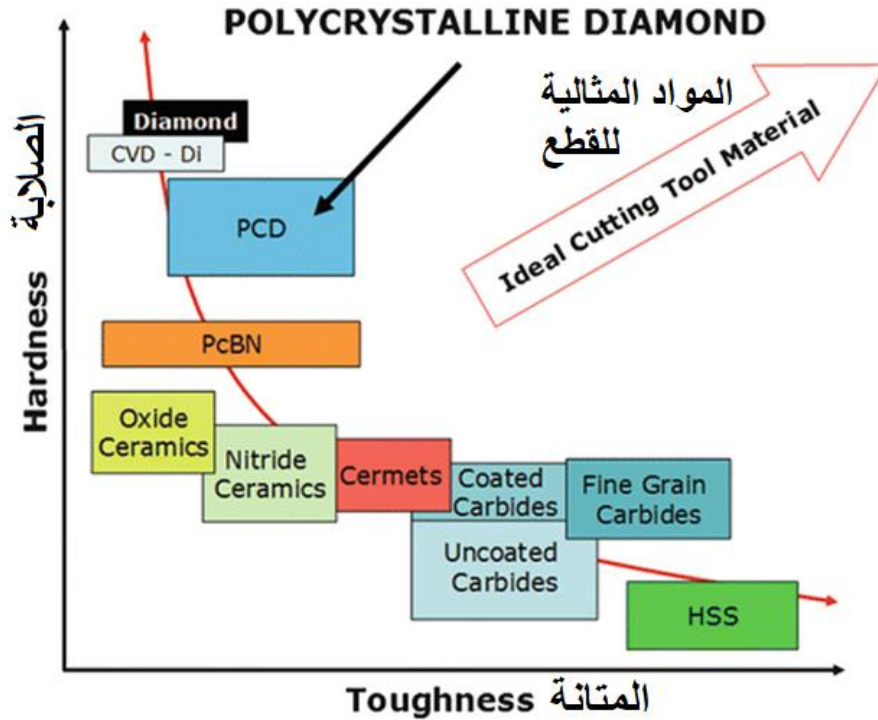 POLYCRYSTALLINE DIAMOND
المواد المثالية
للقطع
Ideal Cutting Tool Material
Diamond
CVD - Di
PCD
PcBN
Oxide
Ceramics
Nitride
Ceramics
Cermets
Coated
Carbides
Fine Grain
Carbides
Uncoated
Carbides
HSS
Hardness الصلابة
Toughness المتانة